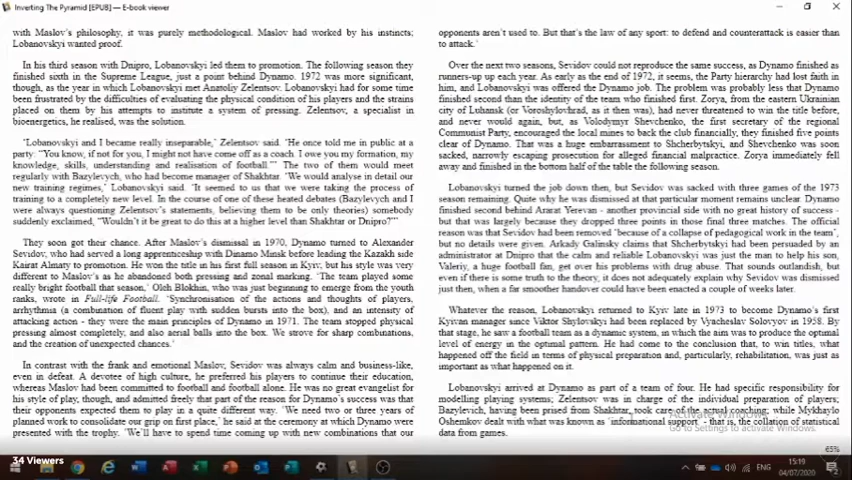 Inverting The Pyramid [EPUB] — E-book viewer
with Maslov's philosophy, it was purely methodological. Maslov had worked by his instincts;
Lobanovskyi wanted proof.
In his third season with Dnipro, Lobanovskyi led them to promotion. The following season they
finished sixth in the Supreme League, just a point behind Dynamo. 1972 was more significant,
though, as the year in which Lobanovskyi met Anatoliy Zelentsov. Lobanovskyi had for some time
been frustrated by the difficulties of evaluating the physical condition of his players and the strains
placed on them by his attempts to institute a system of pressing. Zelentsov, a specialist in
bioenergetics, he realised, was the solution.
'Lobanovskyi and I became really inseparable,' Zelentsov said. 'He once told me in public at a
party: "You know, if not for you, I might not have come off as a coach. I owe you my formation, my
knowledge, skills, understanding and realisation of football."' The two of them would meet
regularly with Bazylevych, who had become manager of Shakhtar. 'We would analyse in detail our
new training regimes,' Lobanovskyi said. 'It seemed to us that we were taking the process of
training to a completely new level. In the course of one of these heated debates (Bazylevych and I
were always questioning Zelentsov's statements, believing them to be only theories) somebody
suddenly exclaimed, "Wouldn't it be great to do this at a higher level than Shakhtar or Dnipro?"'
They soon got their chance. After Maslov's dismissal in 1970, Dynamo turned to Alexander
Sevidov, who had served a long apprenticeship with Dinamo Minsk before leading the Kazakh side
Kairat Almaty to promotion. He won the title in his first full season in Kyiv, but his style was very
different to Maslov's as he abandoned both pressing and zonal marking. 'The team played some
really bright football that season,' Oleh Blokhin, who was just beginning to emerge from the youth
ranks, wrote in Full-life Football. 'Synchronisation of the actions and thoughts of players,
arrhythmia (a combination of fluent play with sudden bursts into the box), and an intensity of
attacking action - they were the main principles of Dynamo in 1971. The team stopped physical
pressing almost completely, and also aerial balls into the box. We strove for sharp combinations,
and the creation of unexpected chances.'
In contrast with the frank and emotional Maslov, Sevidov was always calm and business-like,
even in defeat. A devotee of high culture, he preferred his players to continue their education,
whereas Maslov had been committed to football and football alone. He was no great evangelist for
his style of play, though, and admitted freely that part of the reason for Dynamo's success was that
their opponents expected them to play in a quite different way. 'We need two or three years of
planned work to consolidate our grip on first place,' he said at the ceremony at which Dynamo were
presented with the trophy. 'We'll have to spend time coming up with new combinations that our
opponents aren't used to. But that's the law of any sport: to defend and counterattack is easier than
to attack.'
Over the next two seasons, Sevidov could not reproduce the same success, as Dynamo finished as
runners-up each year. As early as the end of 1972, it seems, the Party hierarchy had lost faith in
him, and Lobanovskyi was offered the Dynamo job. The problem was probably less that Dynamo
finished second than the identity of the team who finished first. Zorya, from the eastern Ukrainian
city of Luhansk (or Voroshylovhrad, as it then was), had never threatened to win the title before,
and never would again, but, as Volodymyr Shevchenko, the first secretary of the regional
Communist Party, encouraged the local mines to back the club financially, they finished five points
clear of Dynamo. That was a huge embarrassment to Shcherbytskyi, and Shevchenko was soon
sacked, narrowly escaping prosecution for alleged financial malpractice. Zorya immediately fell
away and finished in the bottom half of the table the following season.
Lobanovskyi turned the job down then, but Sevidov was sacked with three games of the 1973
season remaining. Quite why he was dismissed at that particular moment remains unclear. Dynamo
finished second behind Ararat Yerevan - another provincial side with no great history of success -
but that was largely because they dropped three points in those final three matches. The official
reason was that Sevidov had been removed 'because of a collapse of pedagogical work in the team',
but no details were given. Arkady Galinsky claims that Shcherbytskyi had been persuaded by an
administrator at Dnipro that the calm and reliable Lobanovskyi was just the man to help his son,
Valeriy, a huge football fan, get over his problems with drug abuse. That sounds outlandish, but
even if there is some truth to the theory, it does not adequately explain why Sevidov was dismissed
just then, when a far smoother handover could have been enacted a couple of weeks later.
Whatever the reason, Lobanovskyi returned to Kyiv late in 1973 to become Dynamo's first
Kyivan manager since Viktor Shylovskyi had been replaced by Vyacheslav Solovyov in 1958. By
that stage, he saw a football team as a dynamic system, in which the aim was to produce the optimal
level of energy in the optimal pattern. He had come to the conclusion that, to win titles, what
happened off the field in terms of physical preparation and, particularly, rehabilitation, was just as
important as what happened on it.
Lobanovskyi arrived at Dynamo as part of a team of four. He had specific responsibility for
modelling playing systems; Zelentsov was in charge of the individual preparation of players;
Bazylevych, having been prised from Shakhtar, took care of the actual coaching; while Mykhaylo
Oshemkov dealt with what was known as 'informational support' - that is, the collation of statistical
data from games.
Activate Windows
Go to Settings to activate Windows.
65%
34 Viewers
ENG
15:19
04/07/2020